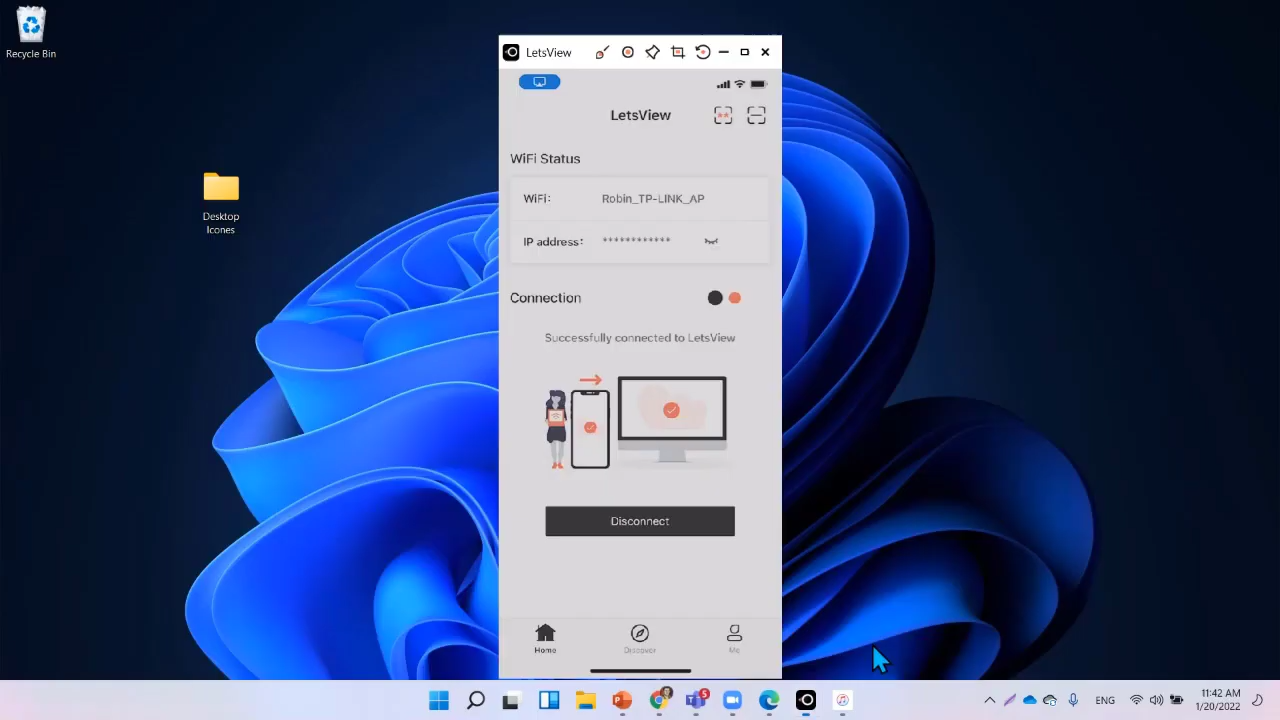 Recycle Bin
Desktop
Icones
LetsView
LetsView
WiFi Status
WiFi: Robin_TP-LINK_AP
IP address: ************
Connection
Successfully connected to LetsView
Disconnect
Home
Discover
Me
5
ENG
11:42 AM
1/20/2022